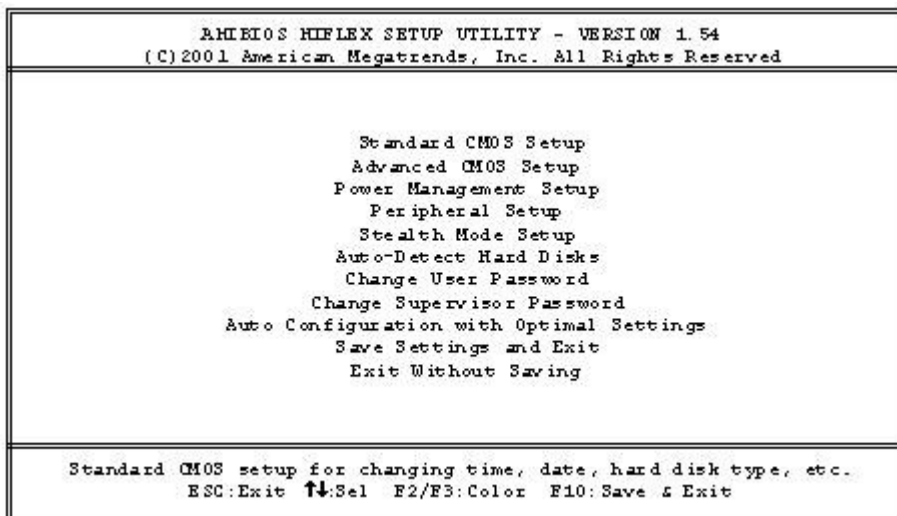 AMIBIOS HIFLEX SETUP UTILITY - VERSION 1.54
(C)2001 American Megatrends, Inc. All Rights Reserved
Standard CMOS Setup
Advanced CMOS Setup
Power Management Setup
Peripheral Setup
Stealth Mode Setup
Auto-Detect Hard Disks
Change User Password
Change Supervisor Password
Auto Configuration with Optimal Settings
Save Settings and Exit
Exit Without Saving
Standard CMOS setup for changing time, date, hard disk type, etc.
ESC:Exit ↑↓:Sel F2/F3:Color F10:Save & Exit